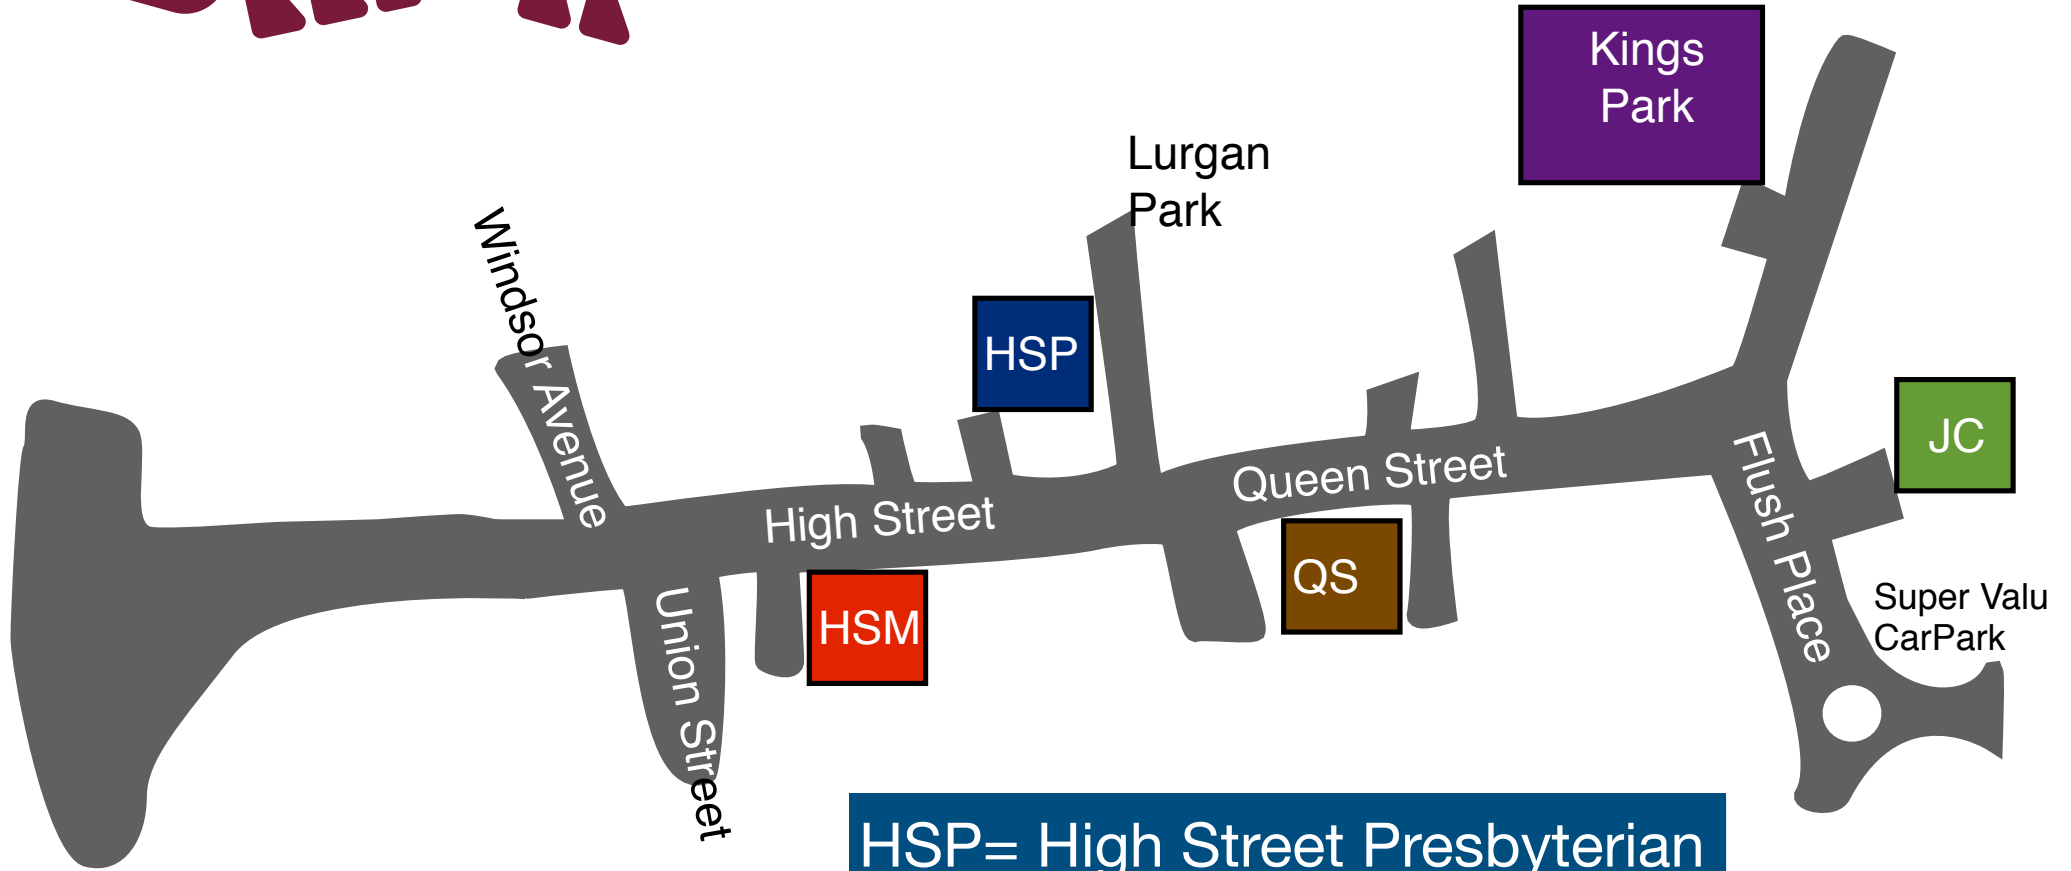 Kings
Park
Lurgan
Park
Windsor Avenue
HSP
JC
Queen Street
High Street
Flush Place
QS
HSM
Union Street
Super Valu
CarPark
HSP= High Street Presbyterian